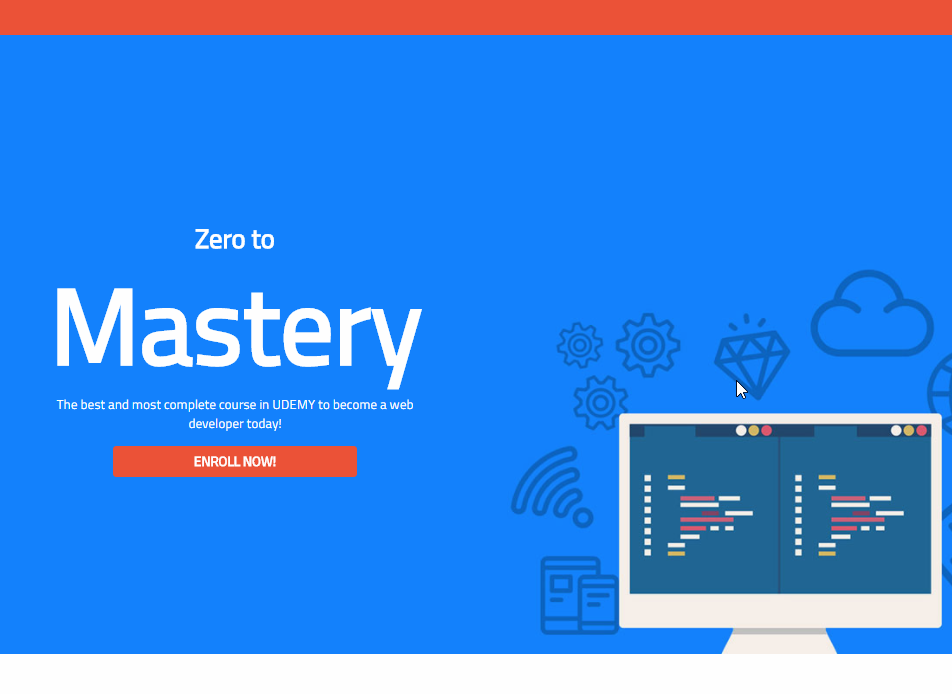 Zero to
Mastery
The best and most complete course in UDEMY to become a web
developer today!
ENROLL NOW!